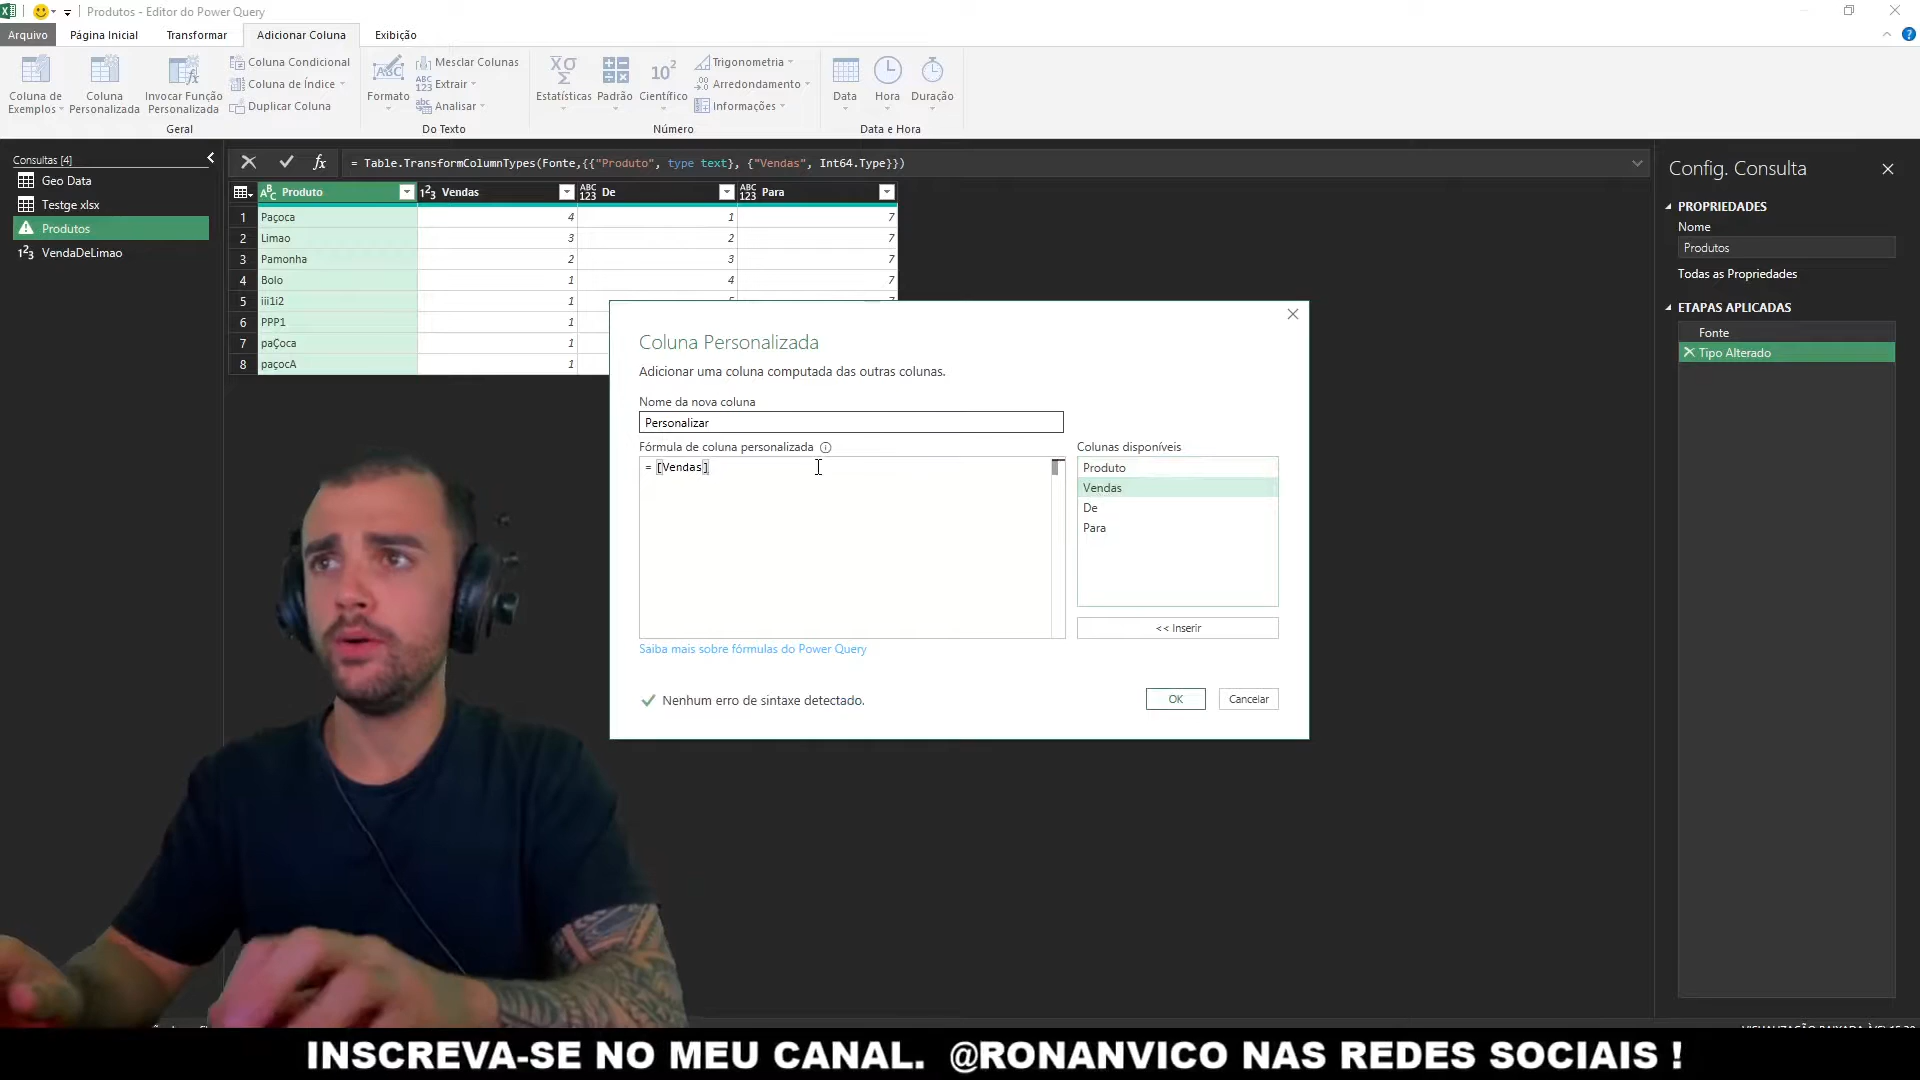 Produtos - Editor do Power Query
Arquivo
Página Inicial
Transformar
Adicionar Coluna
Exibição
Coluna de Exemplos
Coluna Personalizada
Invocar Função Personalizada
Coluna Condicional
Coluna de Índice
Duplicar Coluna
Geral
Formato
Mesclar Colunas
Extrair
Analisar
Do Texto
Estatísticas
Padrão
Científico
Trigonometria
Arredondamento
Informações
Número
Data
Hora
Duração
Data e Hora
Consultas [4]
Geo Data
Testge xlsx
Produtos
VendaDeLimao
= Table.TransformColumnTypes(Fonte,{{"Produto", type text}, {"Vendas", Int64.Type}})
Produto Vendas De Para
1 Paçoca 4 1 7
2 Limao 3 2 7
3 Pamonha 2 3 7
4 Bolo 1 4 7
5 iii1i2 1
6 PPP1 1
7 paÇoca 1
8 paçocA 1
Coluna Personalizada
Adicionar uma coluna computada das outras colunas.
Nome da nova coluna
Personalizar
Fórmula de coluna personalizada
= [Vendas]
Colunas disponíveis
Produto
Vendas
De
Para
<< Inserir
Saiba mais sobre fórmulas do Power Query
Nenhum erro de sintaxe detectado.
OK
Cancelar
Config. Consulta
PROPRIEDADES
Nome
Produtos
Todas as Propriedades
ETAPAS APLICADAS
Fonte
Tipo Alterado
INSCREVA-SE NO MEU CANAL. @RONANVICO NAS REDES SOCIAIS !